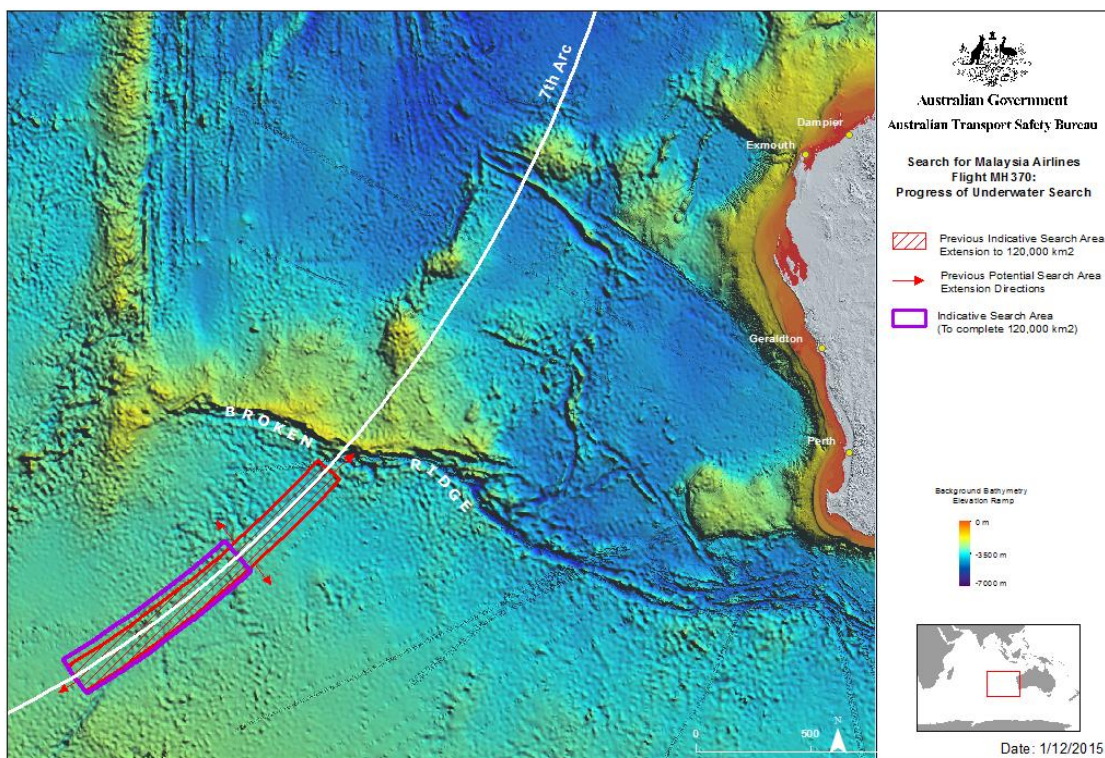 7th Arc
Dampier
Exmouth
Geraldton
Perth
BROKEN RIDGE
N
0 500
Australian Government
Australian Transport Safety Bureau
Search for Malaysia Airlines
Flight MH370:
Progress of Underwater Search
Previous Indicative Search Area
Extension to 120,000 km2
Previous Potential Search Area
Extension Directions
Indicative Search Area
(To complete 120,000 km2)
Background Bathymetry
Elevation Ramp
0 m
-3500 m
-7000 m
Date: 1/12/2015